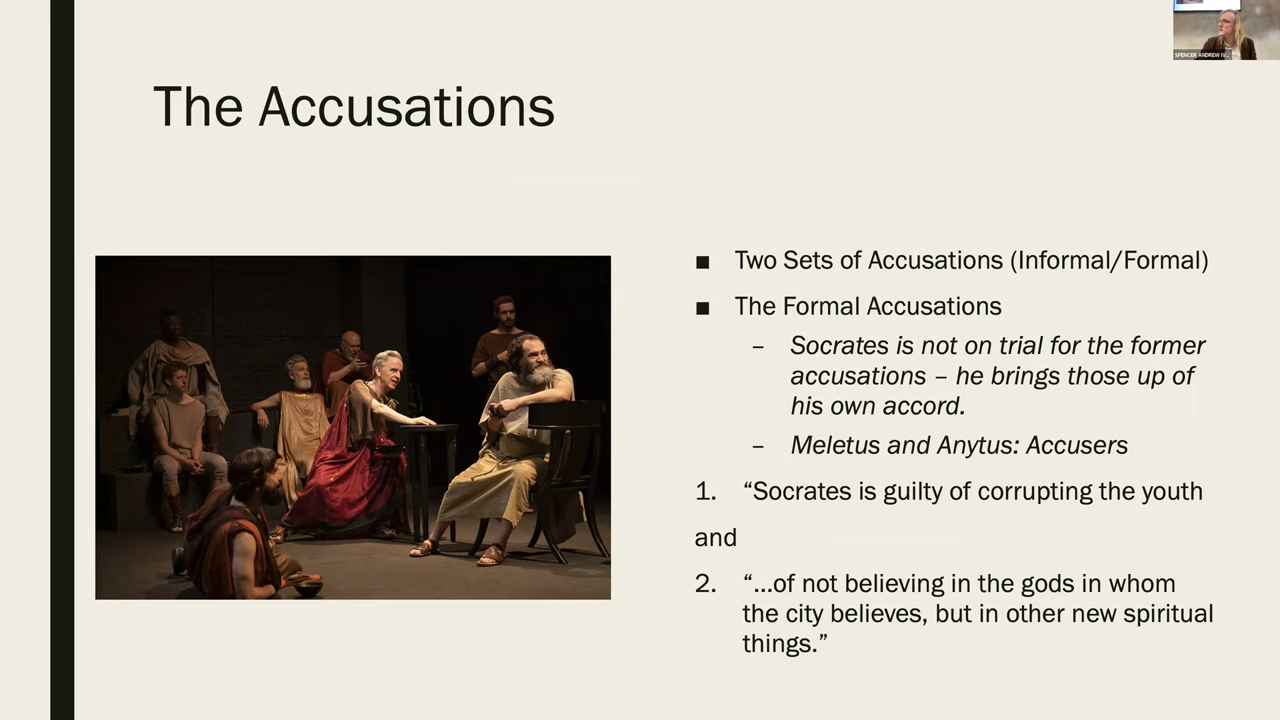 SPENCER ANDREW IV...
The Accusations
■ Two Sets of Accusations (Informal/Formal)
■ The Formal Accusations
– Socrates is not on trial for the former
accusations – he brings those up of
his own accord.
– Meletus and Anytus: Accusers
1. “Socrates is guilty of corrupting the youth
and
2. “...of not believing in the gods in whom
the city believes, but in other new spiritual
things.”